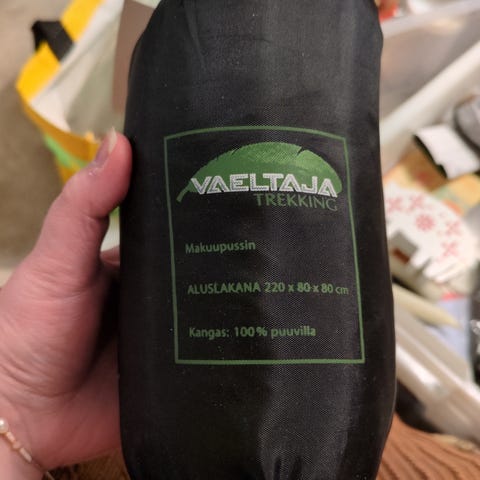 VAELTAJA
TREKKING
Makuupussin
ALUSLAKANA 220 x 80 x 80 cm
Kangas: 100% puuvilla